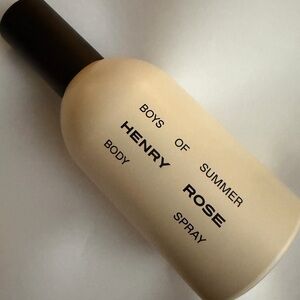 BOYS OF SUMMER
HENRY ROSE
BODY SPRAY